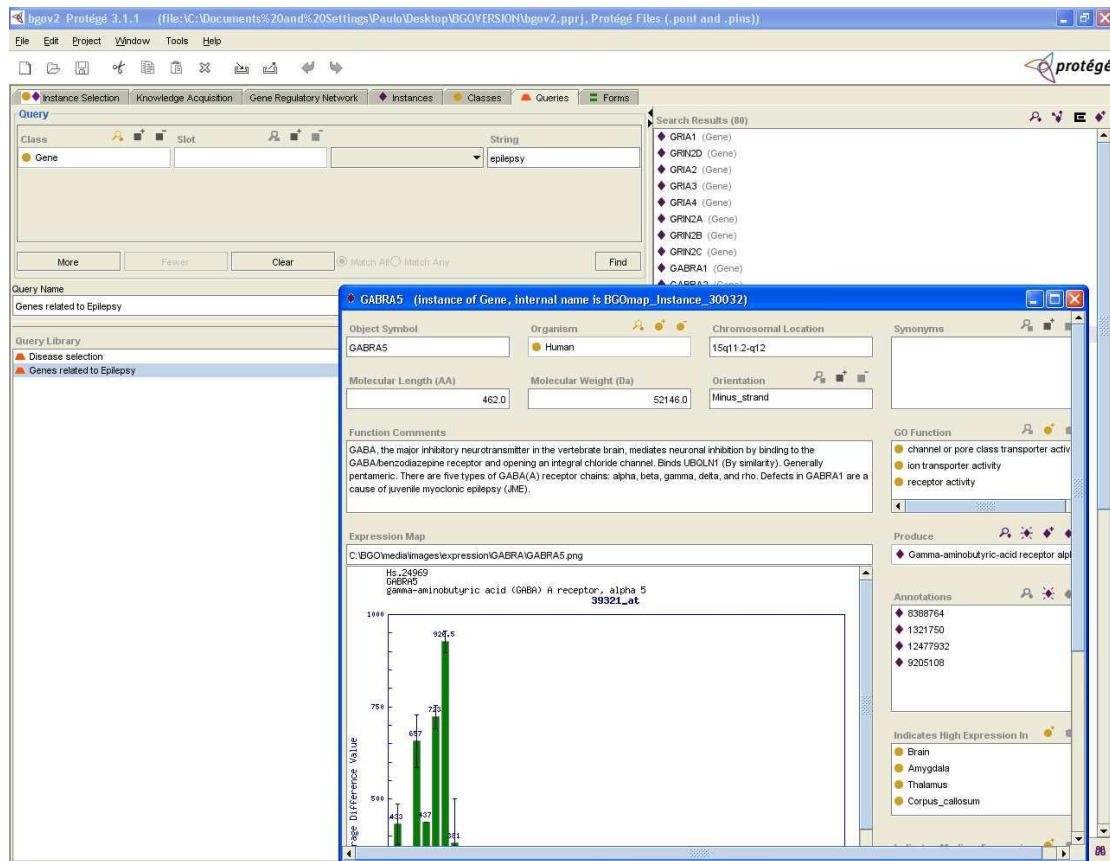 bgov2 Protégé 3.1.1 (file:\C:\Documents%20and%20Settings\Paulo\Desktop\BGOVERSION\bgov2.pprj, Protégé Files (.pont and .pins))
File Edit Project Window Tools Help
protégé
Instance Selection Knowledge Acquisition Gene Regulatory Network Instances Classes Queries Forms
Query
Class Slot String
Gene epilepsy
More Fewer Clear Match All Match Any Find
Query Name
Genes related to Epilepsy
Query Library
Disease selection
Genes related to Epilepsy
Search Results (80)
GRIA1 (Gene)
GRIN2D (Gene)
GRIA2 (Gene)
GRIA3 (Gene)
GRIA4 (Gene)
GRIN2A (Gene)
GRIN2B (Gene)
GRIN2C (Gene)
GABRA1 (Gene)
GABRA5 (instance of Gene, internal name is BGOmap_Instance_30032)
Object Symbol Organism Chromosomal Location Synonyms
GABRA5 Human 15q11.2-q12
Molecular Length (AA) Molecular Weight (Da) Orientation
462.0 52146.0 Minus_strand
Function Comments
GABA, the major inhibitory neurotransmitter in the vertebrate brain, mediates neuronal inhibition by binding to the
GABA/benzodiazepine receptor and opening an integral chloride channel. Binds UBQLN1 (By similarity). Generally
pentameric. There are five types of GABA(A) receptor chains: alpha, beta, gamma, delta, and rho. Defects in GABRA1 are a
cause of juvenile myoclonic epilepsy (JME).
GO Function
channel or pore class transporter activ
ion transporter activity
receptor activity
Expression Map
C:\BGO\media\images\expression\GABRA\GABRA5.png
Hs.24969
GABRA5
gamma-aminobutyric acid (GABA) A receptor, alpha 5
39321_at
1000
750
500
rage Difference Value
433
657
437
723
926.5
381
Produce
Gamma-aminobutyric-acid receptor alp
Annotations
8388764
1321750
12477932
9205108
Indicates High Expression In
Brain
Amygdala
Thalamus
Corpus_callosum